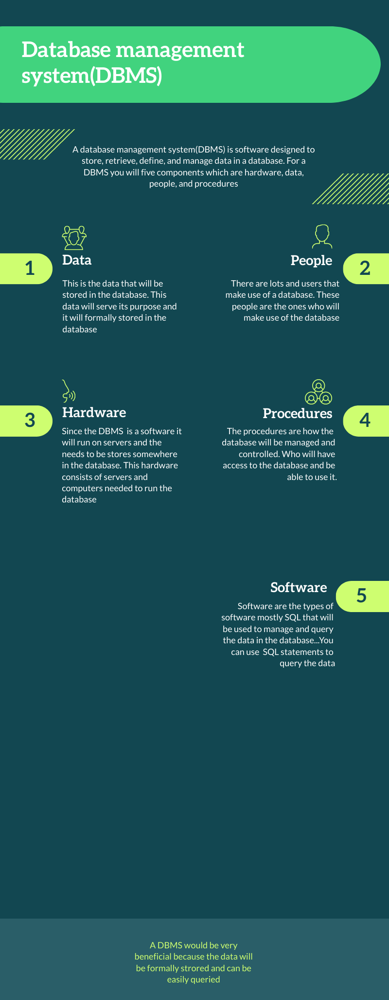 Database management
system(DBMS)
A database management system(DBMS) is software designed to
store, retrieve, define, and manage data in a database. For a
DBMS you will five components which are hardware, data,
people, and procedures
1
Data
This is the data that will be
stored in the database. This
data will serve its purpose and
it will formally stored in the
database
People
2
There are lots and users that
make use of a database. These
people are the ones who will
make use of the database
3
Hardware
Since the DBMS  is a software it
will run on servers and the
needs to be stores somewhere
in the database. This hardware
consists of servers and
computers needed to run the
database
Procedures
4
The procedures are how the
database will be managed and
controlled. Who will have
access to the database and be
able to use it.
Software
5
Software are the types of
software mostly SQL that will
be used to manage and query
the data in the database...You
can use  SQL statements to
query the data
A DBMS would be very
beneficial because the data will
be formally strored and can be
easily queried